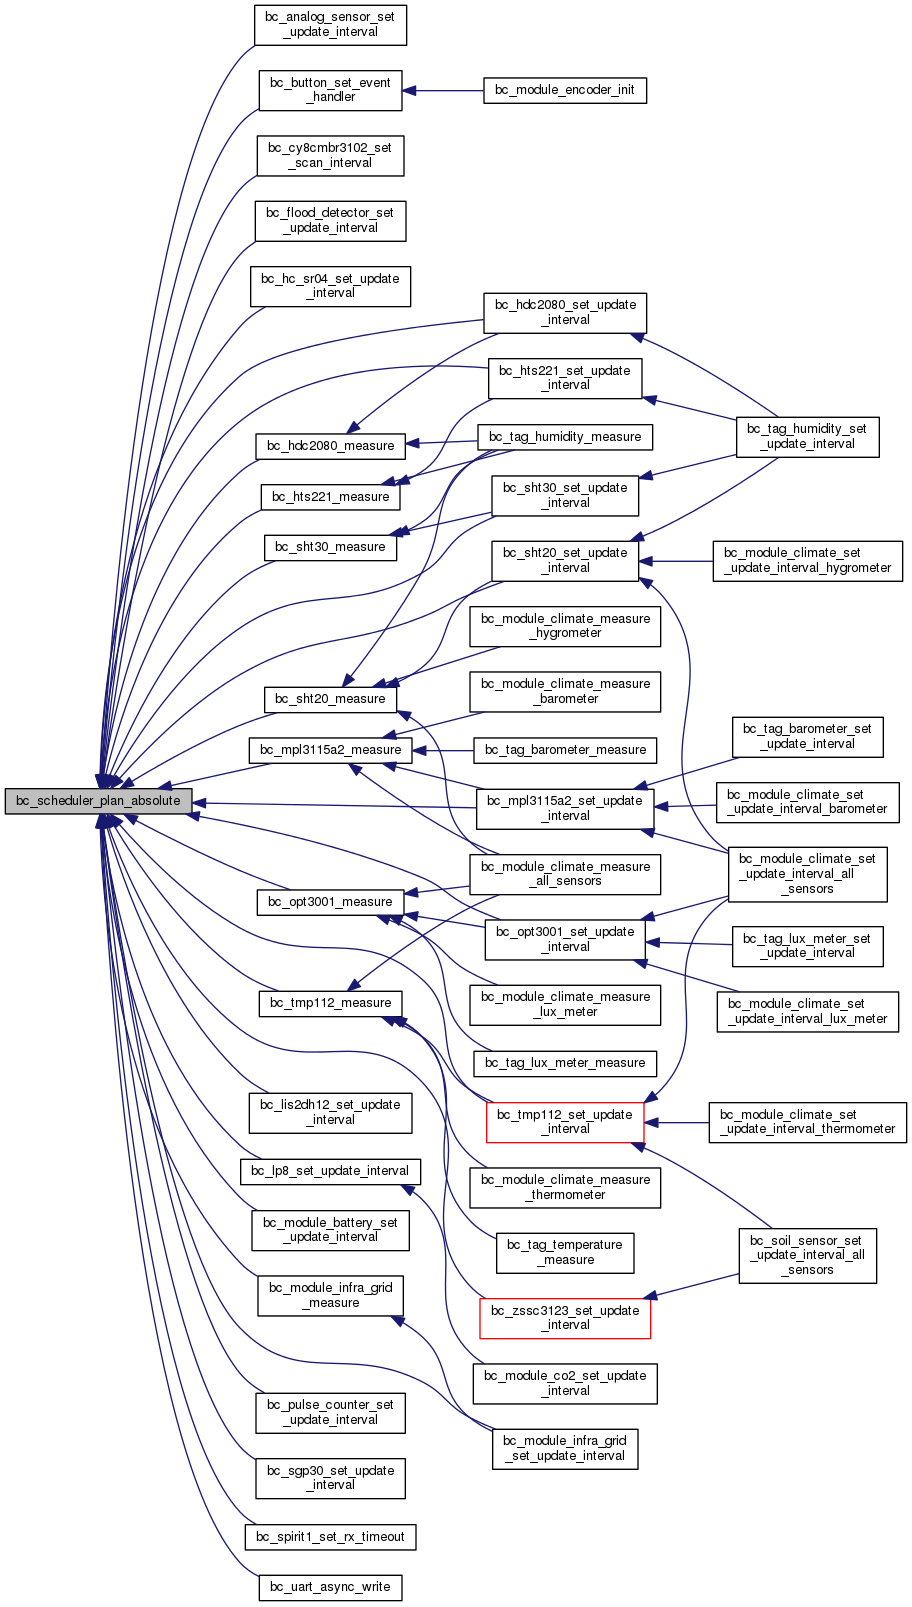 bc_analog_sensor_set
_update_interval
bc_button_set_event
_handler
bc_module_encoder_init
bc_cy8cmbr3102_set
_scan_interval
bc_flood_detector_set
_update_interval
bc_hc_sr04_set_update
_interval
bc_hdc2080_set_update
_interval
bc_hts221_set_update
_interval
bc_tag_humidity_set
_update_interval
bc_hdc2080_measure
bc_tag_humidity_measure
bc_hts221_measure
bc_sht30_set_update
_interval
bc_sht30_measure
bc_sht20_set_update
_interval
bc_module_climate_set
_update_interval_hygrometer
bc_module_climate_measure
_hygrometer
bc_sht20_measure
bc_module_climate_measure
_barometer
bc_tag_barometer_set
_update_interval
bc_mpl3115a2_measure
bc_tag_barometer_measure
bc_scheduler_plan_absolute
bc_mpl3115a2_set_update
_interval
bc_module_climate_set
_update_interval_barometer
bc_module_climate_measure
_all_sensors
bc_module_climate_set
_update_interval_all
_sensors
bc_opt3001_measure
bc_opt3001_set_update
_interval
bc_tag_lux_meter_set
_update_interval
bc_tmp112_measure
bc_module_climate_measure
_lux_meter
bc_module_climate_set
_update_interval_lux_meter
bc_tag_lux_meter_measure
bc_lis2dh12_set_update
_interval
bc_tmp112_set_update
_interval
bc_module_climate_set
_update_interval_thermometer
bc_lp8_set_update_interval
bc_module_climate_measure
_thermometer
bc_module_battery_set
_update_interval
bc_tag_temperature
_measure
bc_soil_sensor_set
_update_interval_all
_sensors
bc_module_infra_grid
_measure
bc_zssc3123_set_update
_interval
bc_module_co2_set_update
_interval
bc_pulse_counter_set
_update_interval
bc_module_infra_grid
_set_update_interval
bc_sgp30_set_update
_interval
bc_spirit1_set_rx_timeout
bc_uart_async_write